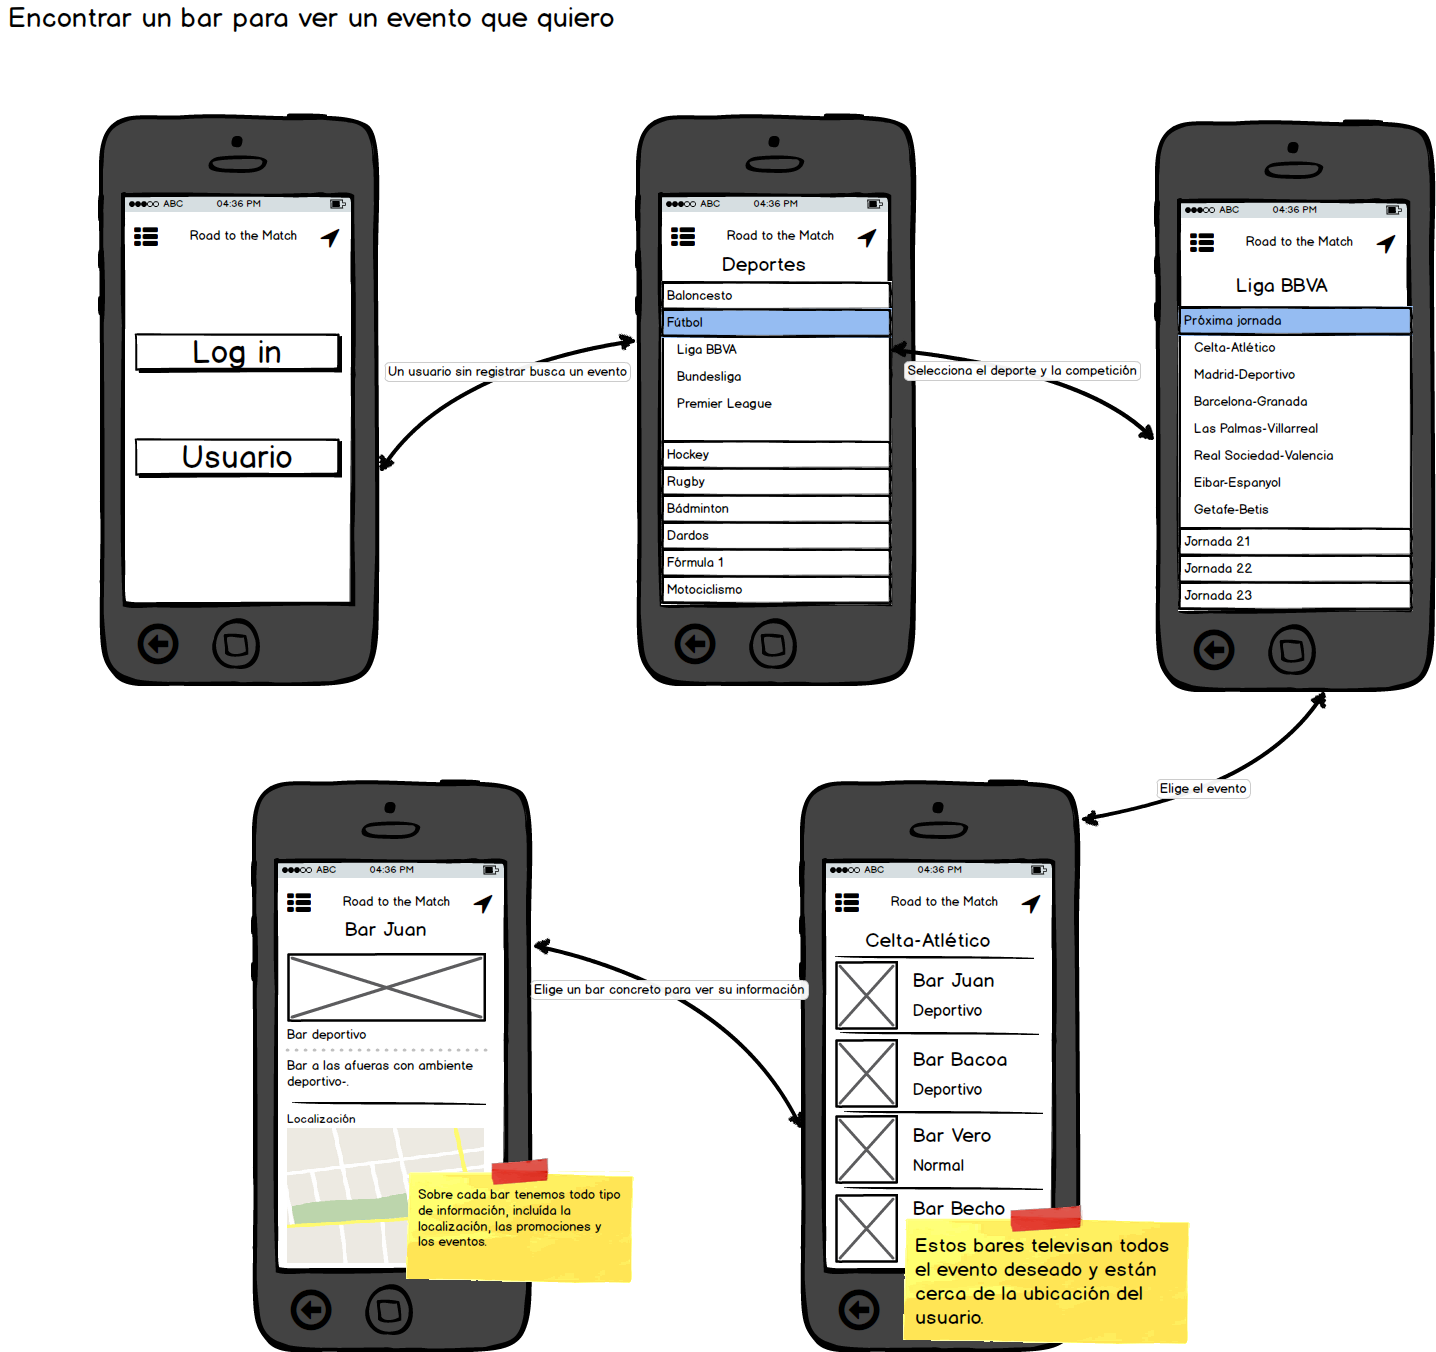 Encontrar un bar para ver un evento que quiero
ABC 04:36 PM
Road to the Match
Log in
Usuario
Un usuario sin registrar busca un evento
ABC 04:36 PM
Road to the Match
Deportes
Baloncesto
Fútbol
Liga BBVA
Bundesliga
Premier League
Hockey
Rugby
Bádminton
Dardos
Fórmula 1
Motociclismo
Selecciona el deporte y la competición
ABC 04:36 PM
Road to the Match
Liga BBVA
Próxima jornada
Celta-Atlético
Madrid-Deportivo
Barcelona-Granada
Las Palmas-Villarreal
Real Sociedad-Valencia
Eibar-Espanyol
Getafe-Betis
Jornada 21
Jornada 22
Jornada 23
Elige el evento
ABC 04:36 PM
Road to the Match
Celta-Atlético
Bar Juan
Deportivo
Bar Bacoa
Deportivo
Bar Vero
Normal
Bar Becho
Estos bares televisan todos
el evento deseado y están
cerca de la ubicación del
usuario.
Elige un bar concreto para ver su información
ABC 04:36 PM
Road to the Match
Bar Juan
Bar deportivo
Bar a las afueras con ambiente
deportivo-.
Localización
Sobre cada bar tenemos todo tipo
de información, incluída la
localización, las promociones y
los eventos.